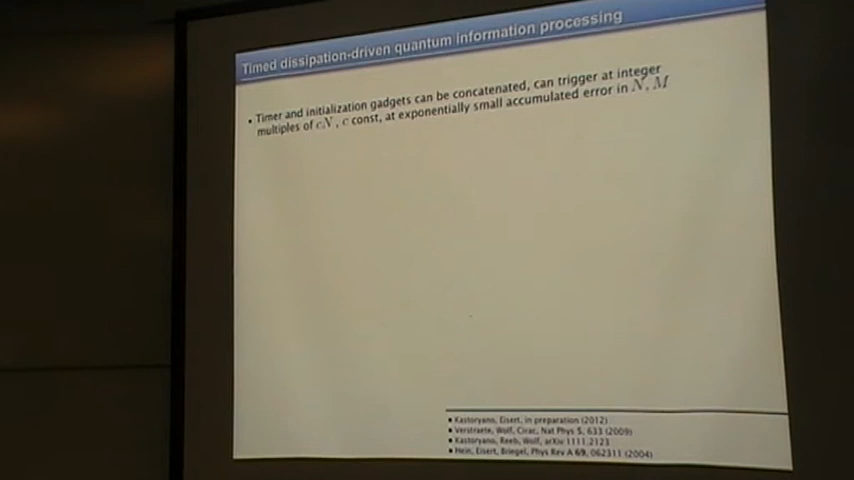 Timed dissipation-driven quantum information processing
• Timer and initialization gadgets can be concatenated, can trigger at integer
multiples of cN, c const, at exponentially small accumulated error in N, M
• Kastoryano, Eisert, in preparation (2012)
• Verstraete, Wolf, Cirac, Nat Phys 5, 633 (2009)
• Kastoryano, Reeb, Wolf, arXiv 1111.2123
• Hein, Eisert, Briegel, Phys Rev A 69, 062311 (2004)